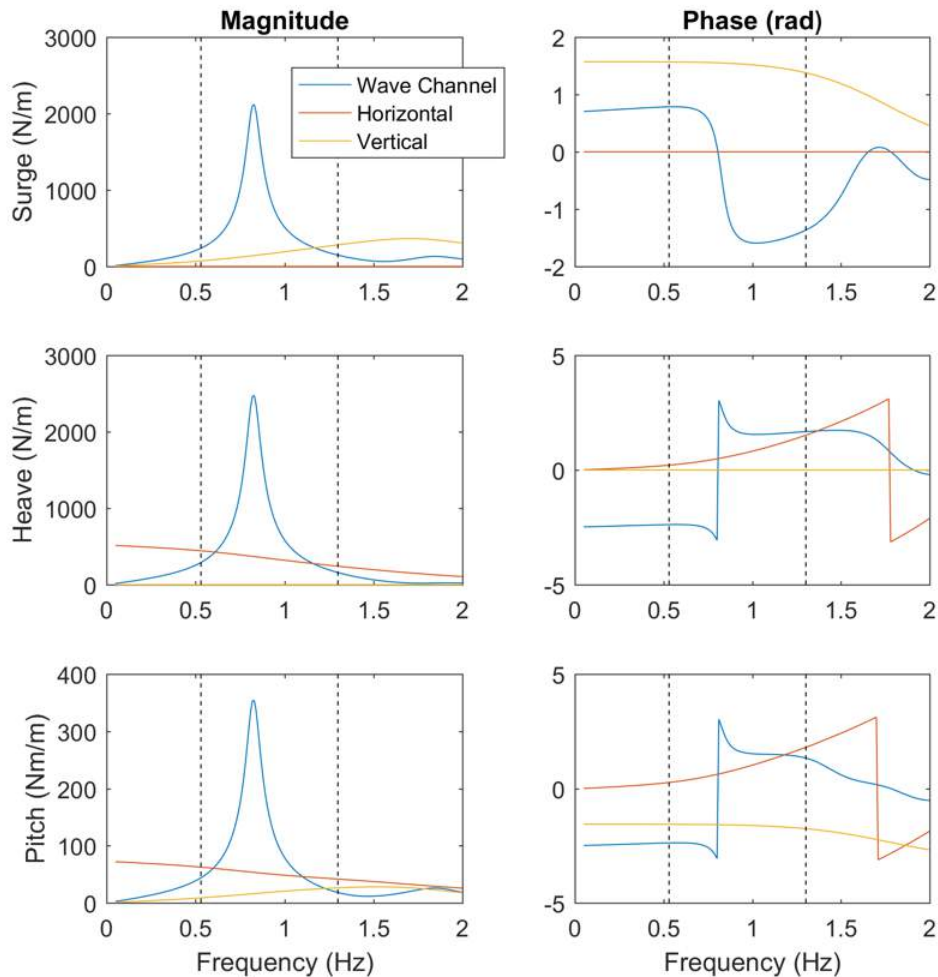 Magnitude
Phase (rad)
Surge (N/m)
3000
2000
1000
0
0 0.5 1 1.5 2
Wave Channel
Horizontal
Vertical
2
1
0
-1
-2
0 0.5 1 1.5 2
Heave (N/m)
3000
2000
1000
0
0 0.5 1 1.5 2
5
0
-5
0 0.5 1 1.5 2
Pitch (Nm/m)
400
300
200
100
0
0 0.5 1 1.5 2
Frequency (Hz)
5
0
-5
0 0.5 1 1.5 2
Frequency (Hz)